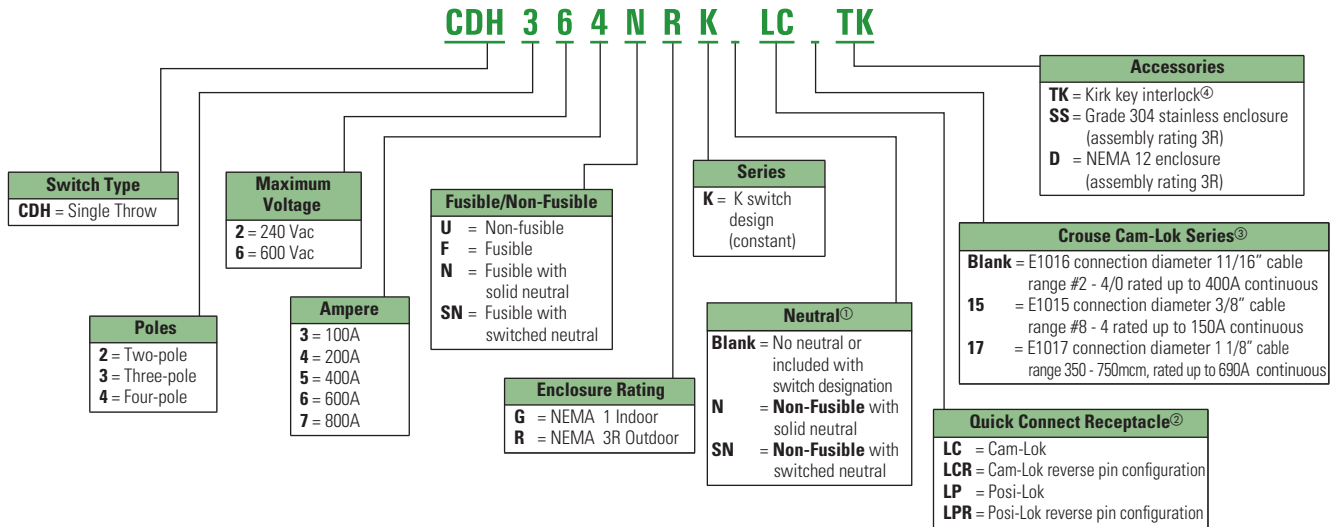 CDH 3 6 4 N R K . LC . TK
Switch Type
CDH = Single Throw
Poles
2 = Two-pole
3 = Three-pole
4 = Four-pole
Maximum
Voltage
2 = 240 Vac
6 = 600 Vac
Ampere
3 = 100A
4 = 200A
5 = 400A
6 = 600A
7 = 800A
Fusible/Non-Fusible
U = Non-fusible
F = Fusible
N = Fusible with
solid neutral
SN = Fusible with
switched neutral
Enclosure Rating
G = NEMA 1 Indoor
R = NEMA 3R Outdoor
Series
K = K switch
design
(constant)
Neutral①
Blank = No neutral or
included with
switch designation
N = Non-Fusible with
solid neutral
SN = Non-Fusible with
switched neutral
Quick Connect Receptacle②
LC = Cam-Lok
LCR = Cam-Lok reverse pin configuration
LP = Posi-Lok
LPR = Posi-Lok reverse pin configuration
Crouse Cam-Lok Series③
Blank = E1016 connection diameter 11/16” cable
range #2 - 4/0 rated up to 400A continuous
15 = E1015 connection diameter 3/8” cable
range #8 - 4 rated up to 150A continuous
17 = E1017 connection diameter 1 1/8” cable
range 350 - 750mcm, rated up to 690A continuous
Accessories
TK = Kirk key interlock④
SS = Grade 304 stainless enclosure
(assembly rating 3R)
D = NEMA 12 enclosure
(assembly rating 3R)